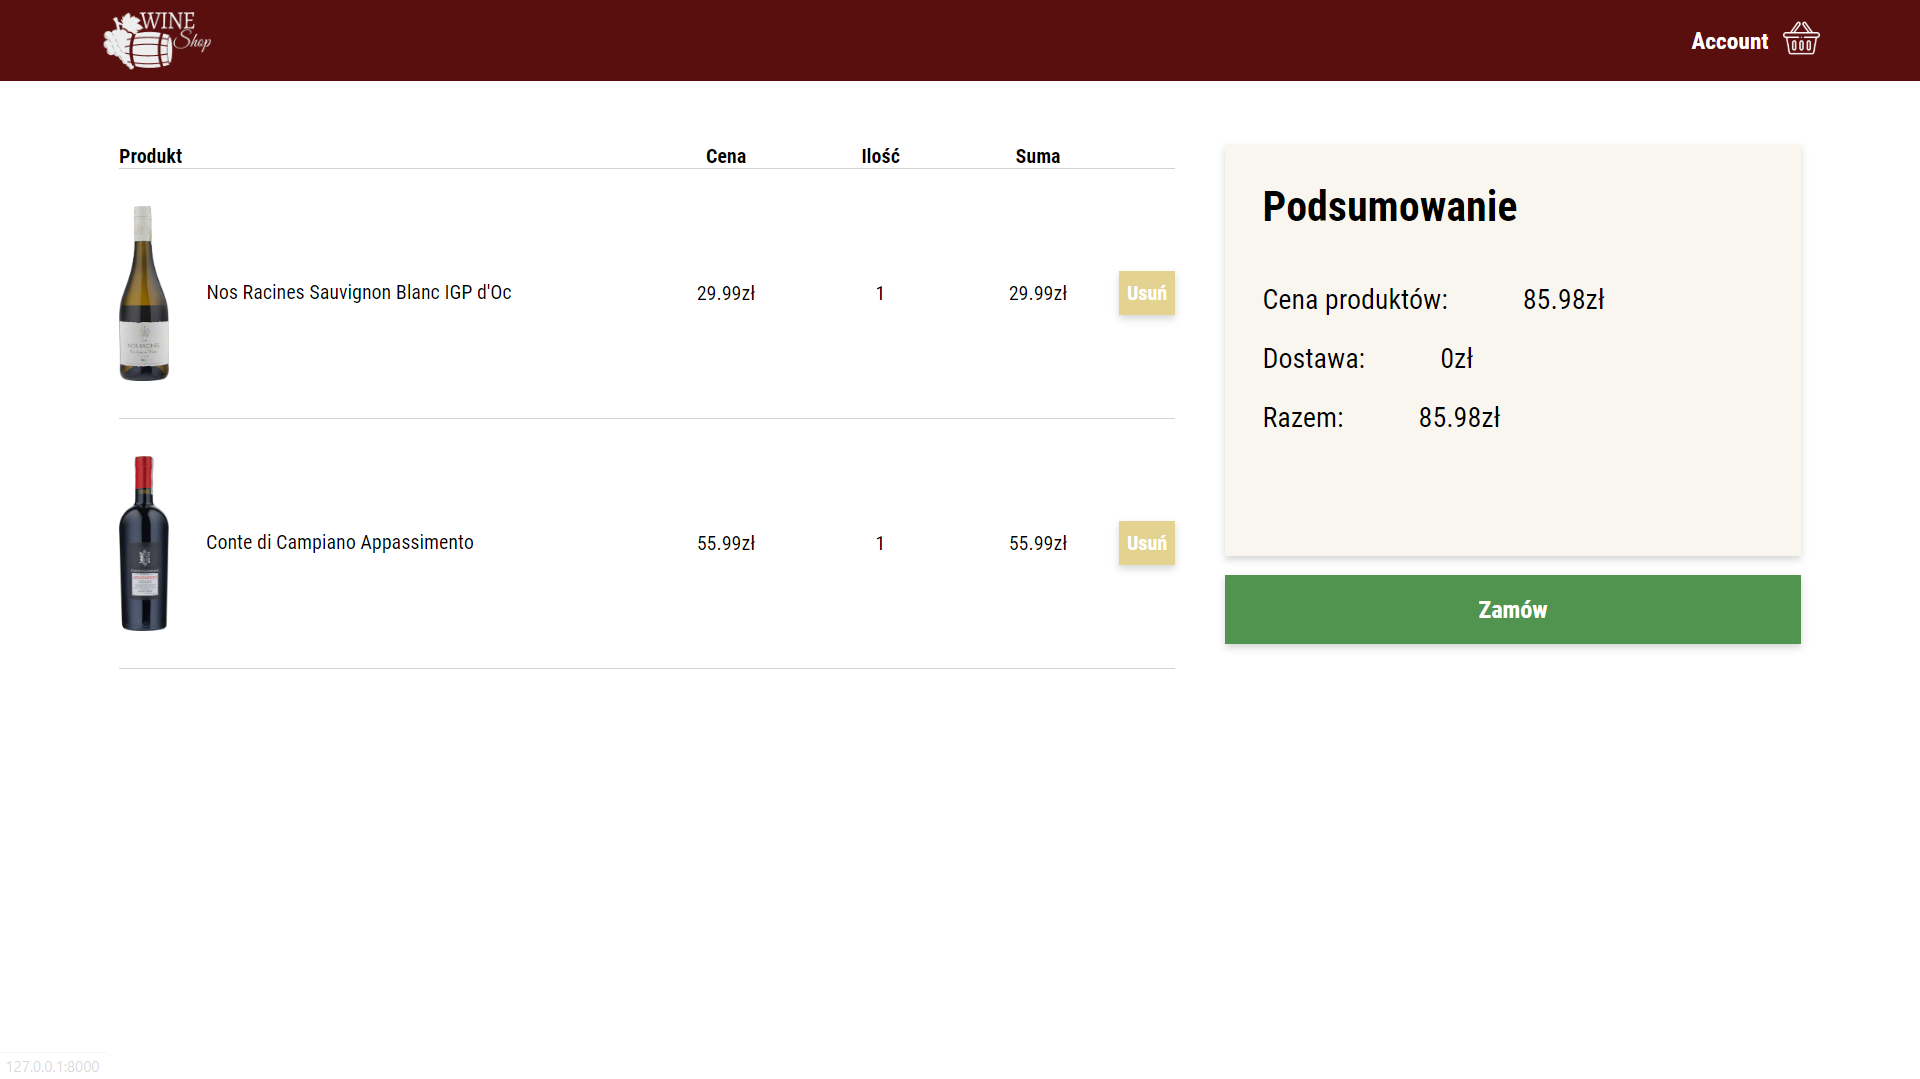 WINE
Shop
Account
Produkt Cena Ilość Suma
Nos Racines Sauvignon Blanc IGP d'Oc 29.99zł 1 29.99zł Usuń
Conte di Campiano Appassimento 55.99zł 1 55.99zł Usuń
Podsumowanie
Cena produktów: 85.98zł
Dostawa: 0zł
Razem: 85.98zł
Zamów
127.0.0.1:8000